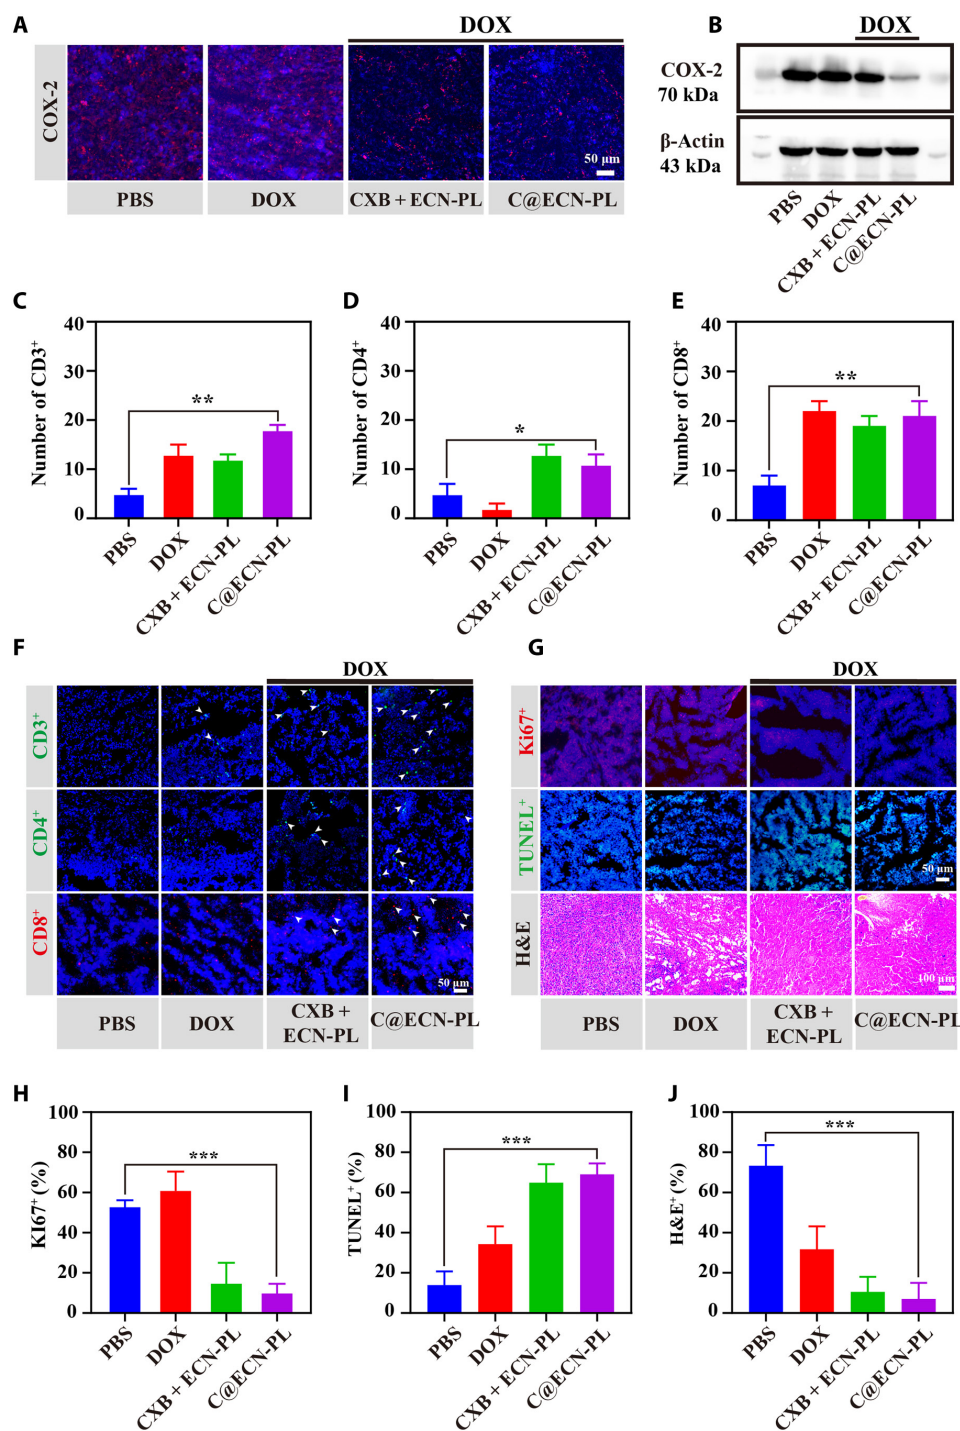 A
DOX
COX-2
50 µm
PBS
DOX
CXB + ECN-PL
C@ECN-PL
B
DOX
COX-2
70 kDa
β-Actin
43 kDa
PBS
DOX
CXB + ECN-PL
C@ECN-PL
C
Number of CD3+
40
30
20
10
0
**
PBS
DOX
CXB + ECN-PL
C@ECN-PL
D
Number of CD4+
40
30
20
10
0
*
PBS
DOX
CXB + ECN-PL
C@ECN-PL
E
Number of CD8+
40
30
20
10
0
**
PBS
DOX
CXB + ECN-PL
C@ECN-PL
F
DOX
CD3+
CD4+
CD8+
50 µm
PBS
DOX
CXB +
ECN-PL
C@ECN-PL
G
DOX
Ki67+
TUNEL+
50 µm
H&E
100 µm
PBS
DOX
CXB +
ECN-PL
C@ECN-PL
H
KI67+ (%)
100
80
60
40
20
0
***
PBS
DOX
CXB + ECN-PL
C@ECN-PL
I
TUNEL+ (%)
100
80
60
40
20
0
***
PBS
DOX
CXB + ECN-PL
C@ECN-PL
J
H&E+ (%)
100
80
60
40
20
0
***
PBS
DOX
CXB + ECN-PL
C@ECN-PL